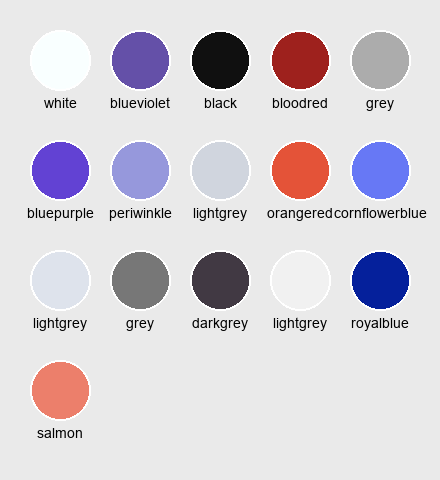 white blueviolet black bloodred grey
bluepurple periwinkle lightgrey orangered cornflowerblue
lightgrey grey darkgrey lightgrey royalblue
salmon